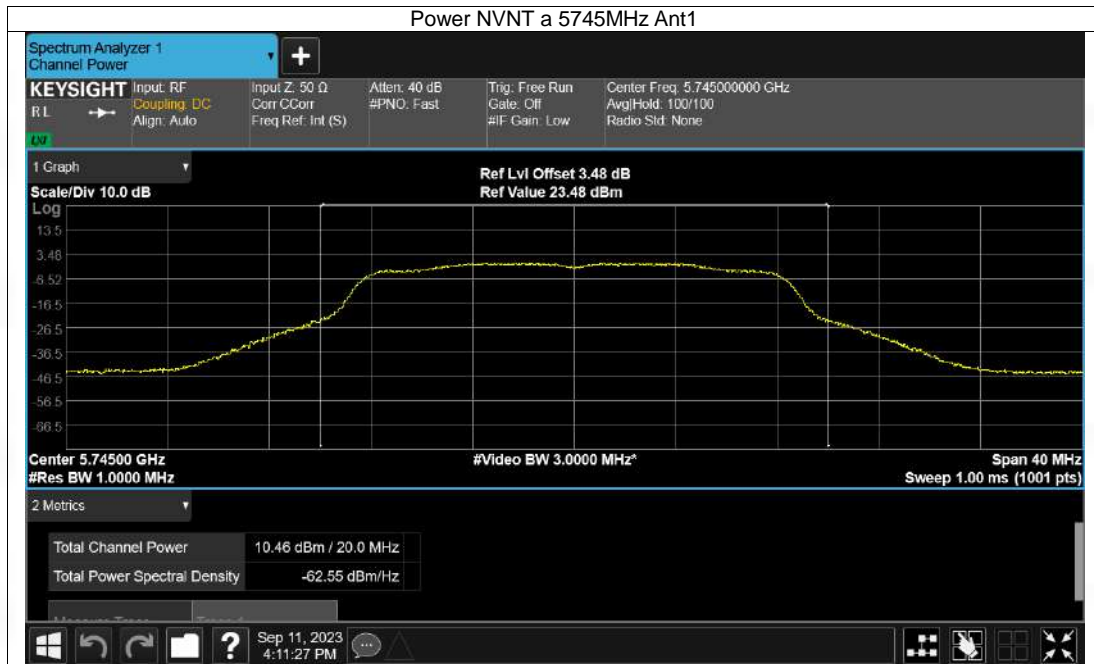 Power NVNT a 5745MHz Ant1
Spectrum Analyzer 1
Channel Power
+
KEYSIGHT
R L
Input: RF
Coupling: DC
Align: Auto
Input Z: 50 Ω
Corr CCorr
Freq Ref: Int (S)
Atten: 40 dB
#PNO: Fast
Trig: Free Run
Gate: Off
#IF Gain: Low
Center Freq: 5.745000000 GHz
Avg|Hold: 100/100
Radio Std: None
1 Graph
Scale/Div 10.0 dB
Ref Lvl Offset 3.48 dB
Ref Value 23.48 dBm
Log
13.5
3.48
-6.52
-16.5
-26.5
-36.5
-46.5
-56.5
-66.5
Center 5.74500 GHz
#Video BW 3.0000 MHz*
Span 40 MHz
#Res BW 1.0000 MHz
Sweep 1.00 ms (1001 pts)
2 Metrics
Total Channel Power 10.46 dBm / 20.0 MHz
Total Power Spectral Density -62.55 dBm/Hz
?
Sep 11, 2023
4:11:27 PM